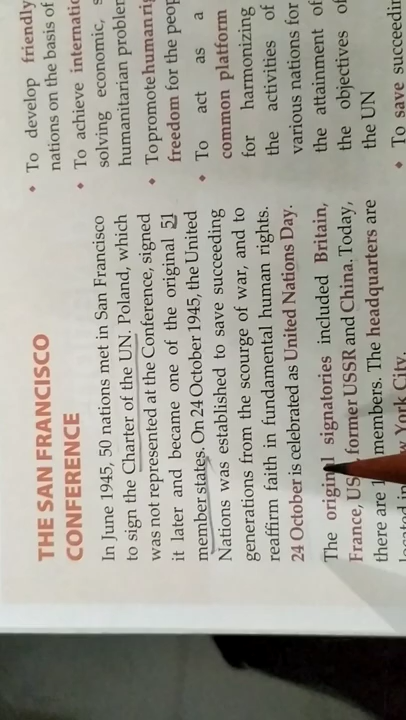 THE SAN FRANCISCO
CONFERENCE
In June 1945, 50 nations met in San Francisco
to sign the Charter of the UN. Poland, which
was not represented at the Conference, signed
it later and became one of the original 51
member states. On 24 October 1945, the United
Nations was established to save succeeding
generations from the scourge of war, and to
reaffirm faith in fundamental human rights.
24 October is celebrated as United Nations Day.
The original signatories included Britain,
France, US former USSR and China. Today,
there are members. The headquarters are
located in York City.
• To develop friendly
nations on the basis of
• To achieve
solving economic,
humanitarian
• To promote human
freedom for the
• To act as a
common platform
for harmonizing
the activities of
various nations for
the attainment of
the objectives of
the UN
• To save